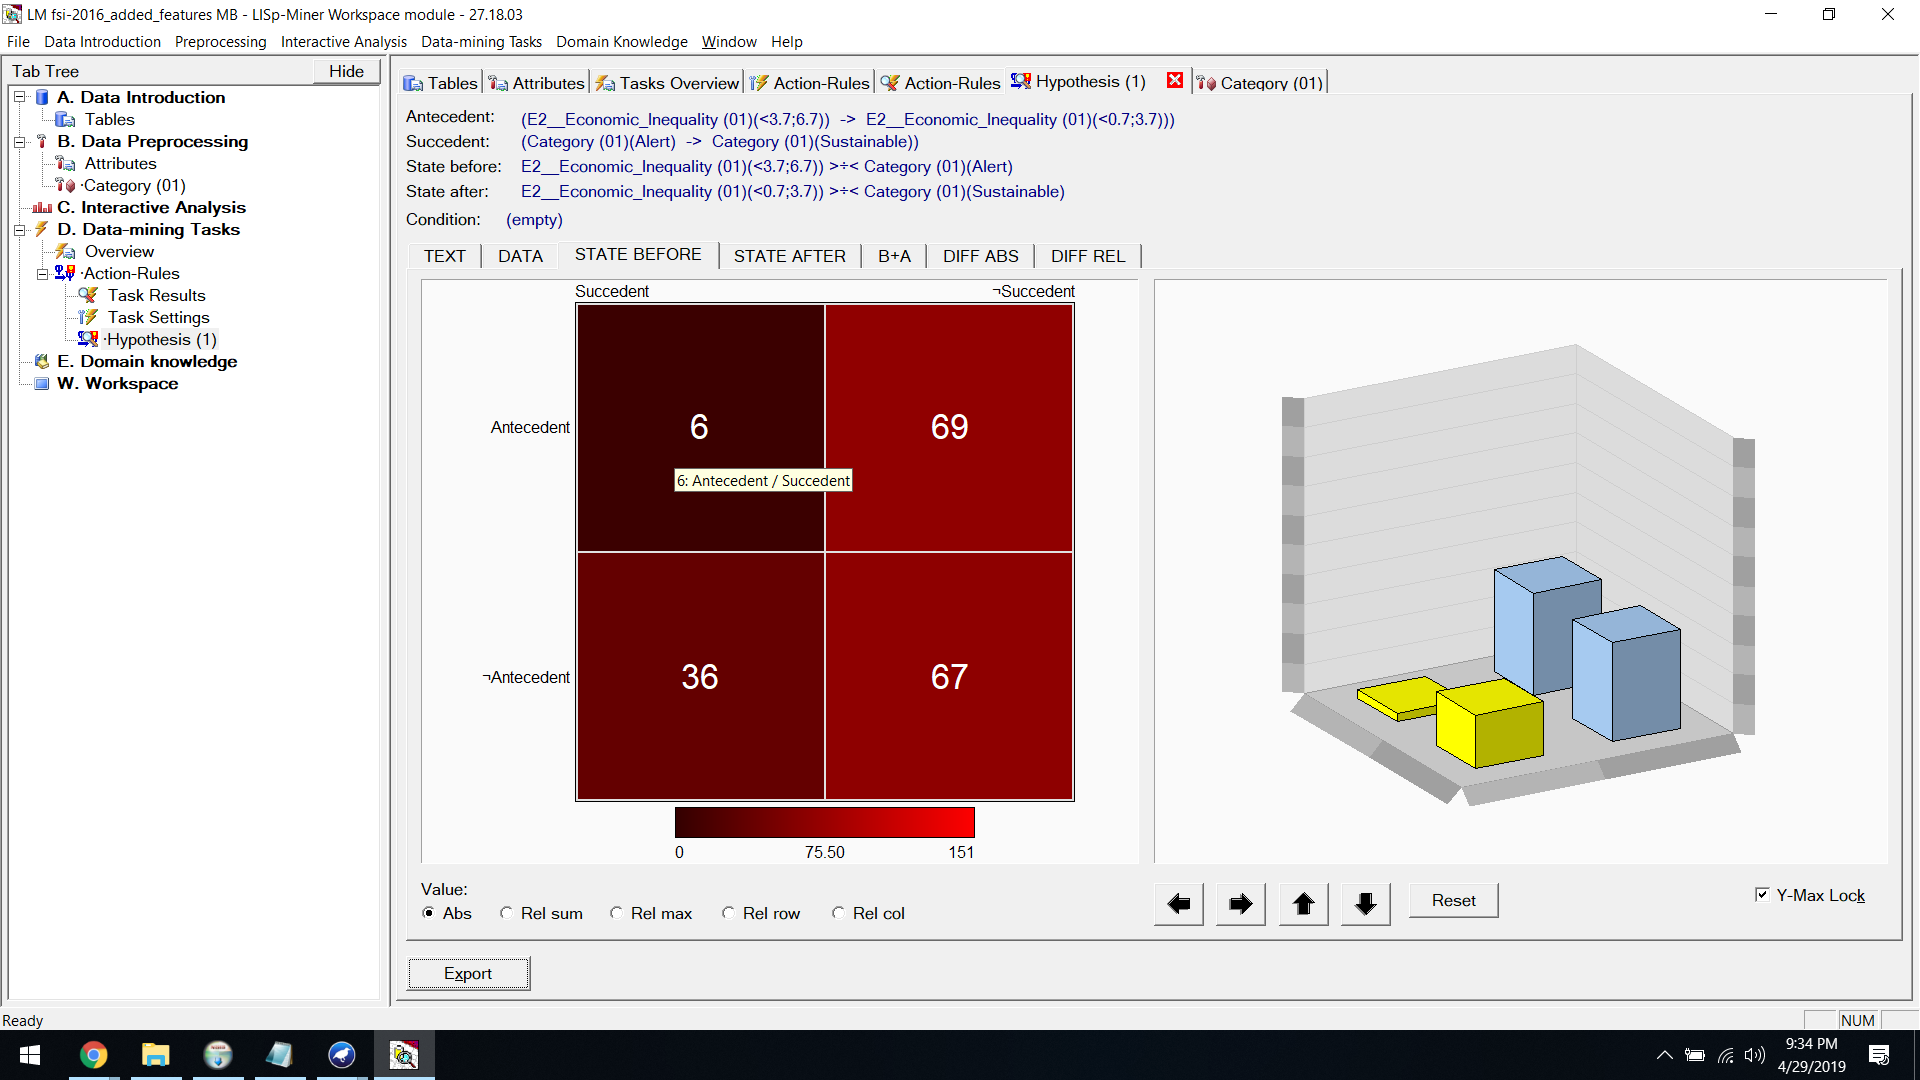 LM fsi-2016_added_features MB - LISp-Miner Workspace module - 27.18.03
File Data Introduction Preprocessing Interactive Analysis Data-mining Tasks Domain Knowledge Window Help
Tab Tree Hide
A. Data Introduction
Tables
B. Data Preprocessing
Attributes
·Category (01)
C. Interactive Analysis
D. Data-mining Tasks
Overview
·Action-Rules
Task Results
Task Settings
·Hypothesis (1)
E. Domain knowledge
W. Workspace
Tables Attributes Tasks Overview Action-Rules Action-Rules Hypothesis (1) Category (01)
Antecedent: (E2__Economic_Inequality (01)(<3.7;6.7)) -> E2__Economic_Inequality (01)(<0.7;3.7)))
Succedent: (Category (01)(Alert) -> Category (01)(Sustainable))
State before: E2__Economic_Inequality (01)(<3.7;6.7)) >÷< Category (01)(Alert)
State after: E2__Economic_Inequality (01)(<0.7;3.7)) >÷< Category (01)(Sustainable)
Condition: (empty)
TEXT DATA STATE BEFORE STATE AFTER B+A DIFF ABS DIFF REL
Succedent ¬Succedent
Antecedent 6 69
6: Antecedent / Succedent
¬Antecedent 36 67
0 75.50 151
Value:
Abs Rel sum Rel max Rel row Rel col
Reset
Y-Max Lock
Export
Ready
NUM
9:34 PM
4/29/2019